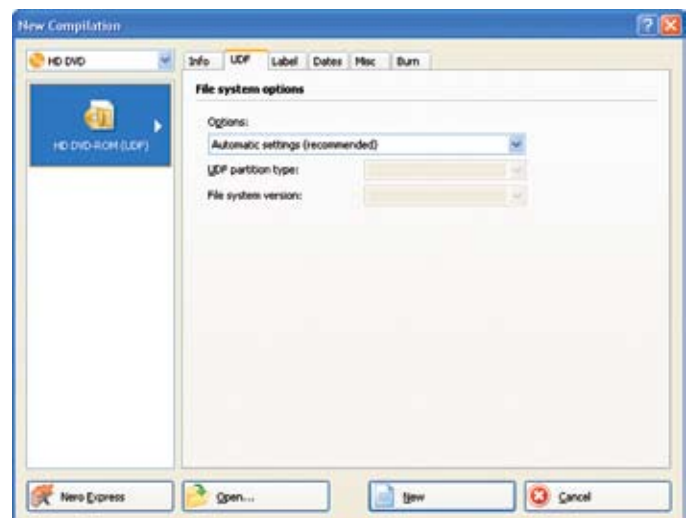 New Compilation
HD DVD
Info UDF Label Dates Misc Burn
File system options
Options:
Automatic settings (recommended)
HD DVD-ROM (UDF)
UDF partition type:
File system version:
Nero Express
Open...
New
Cancel